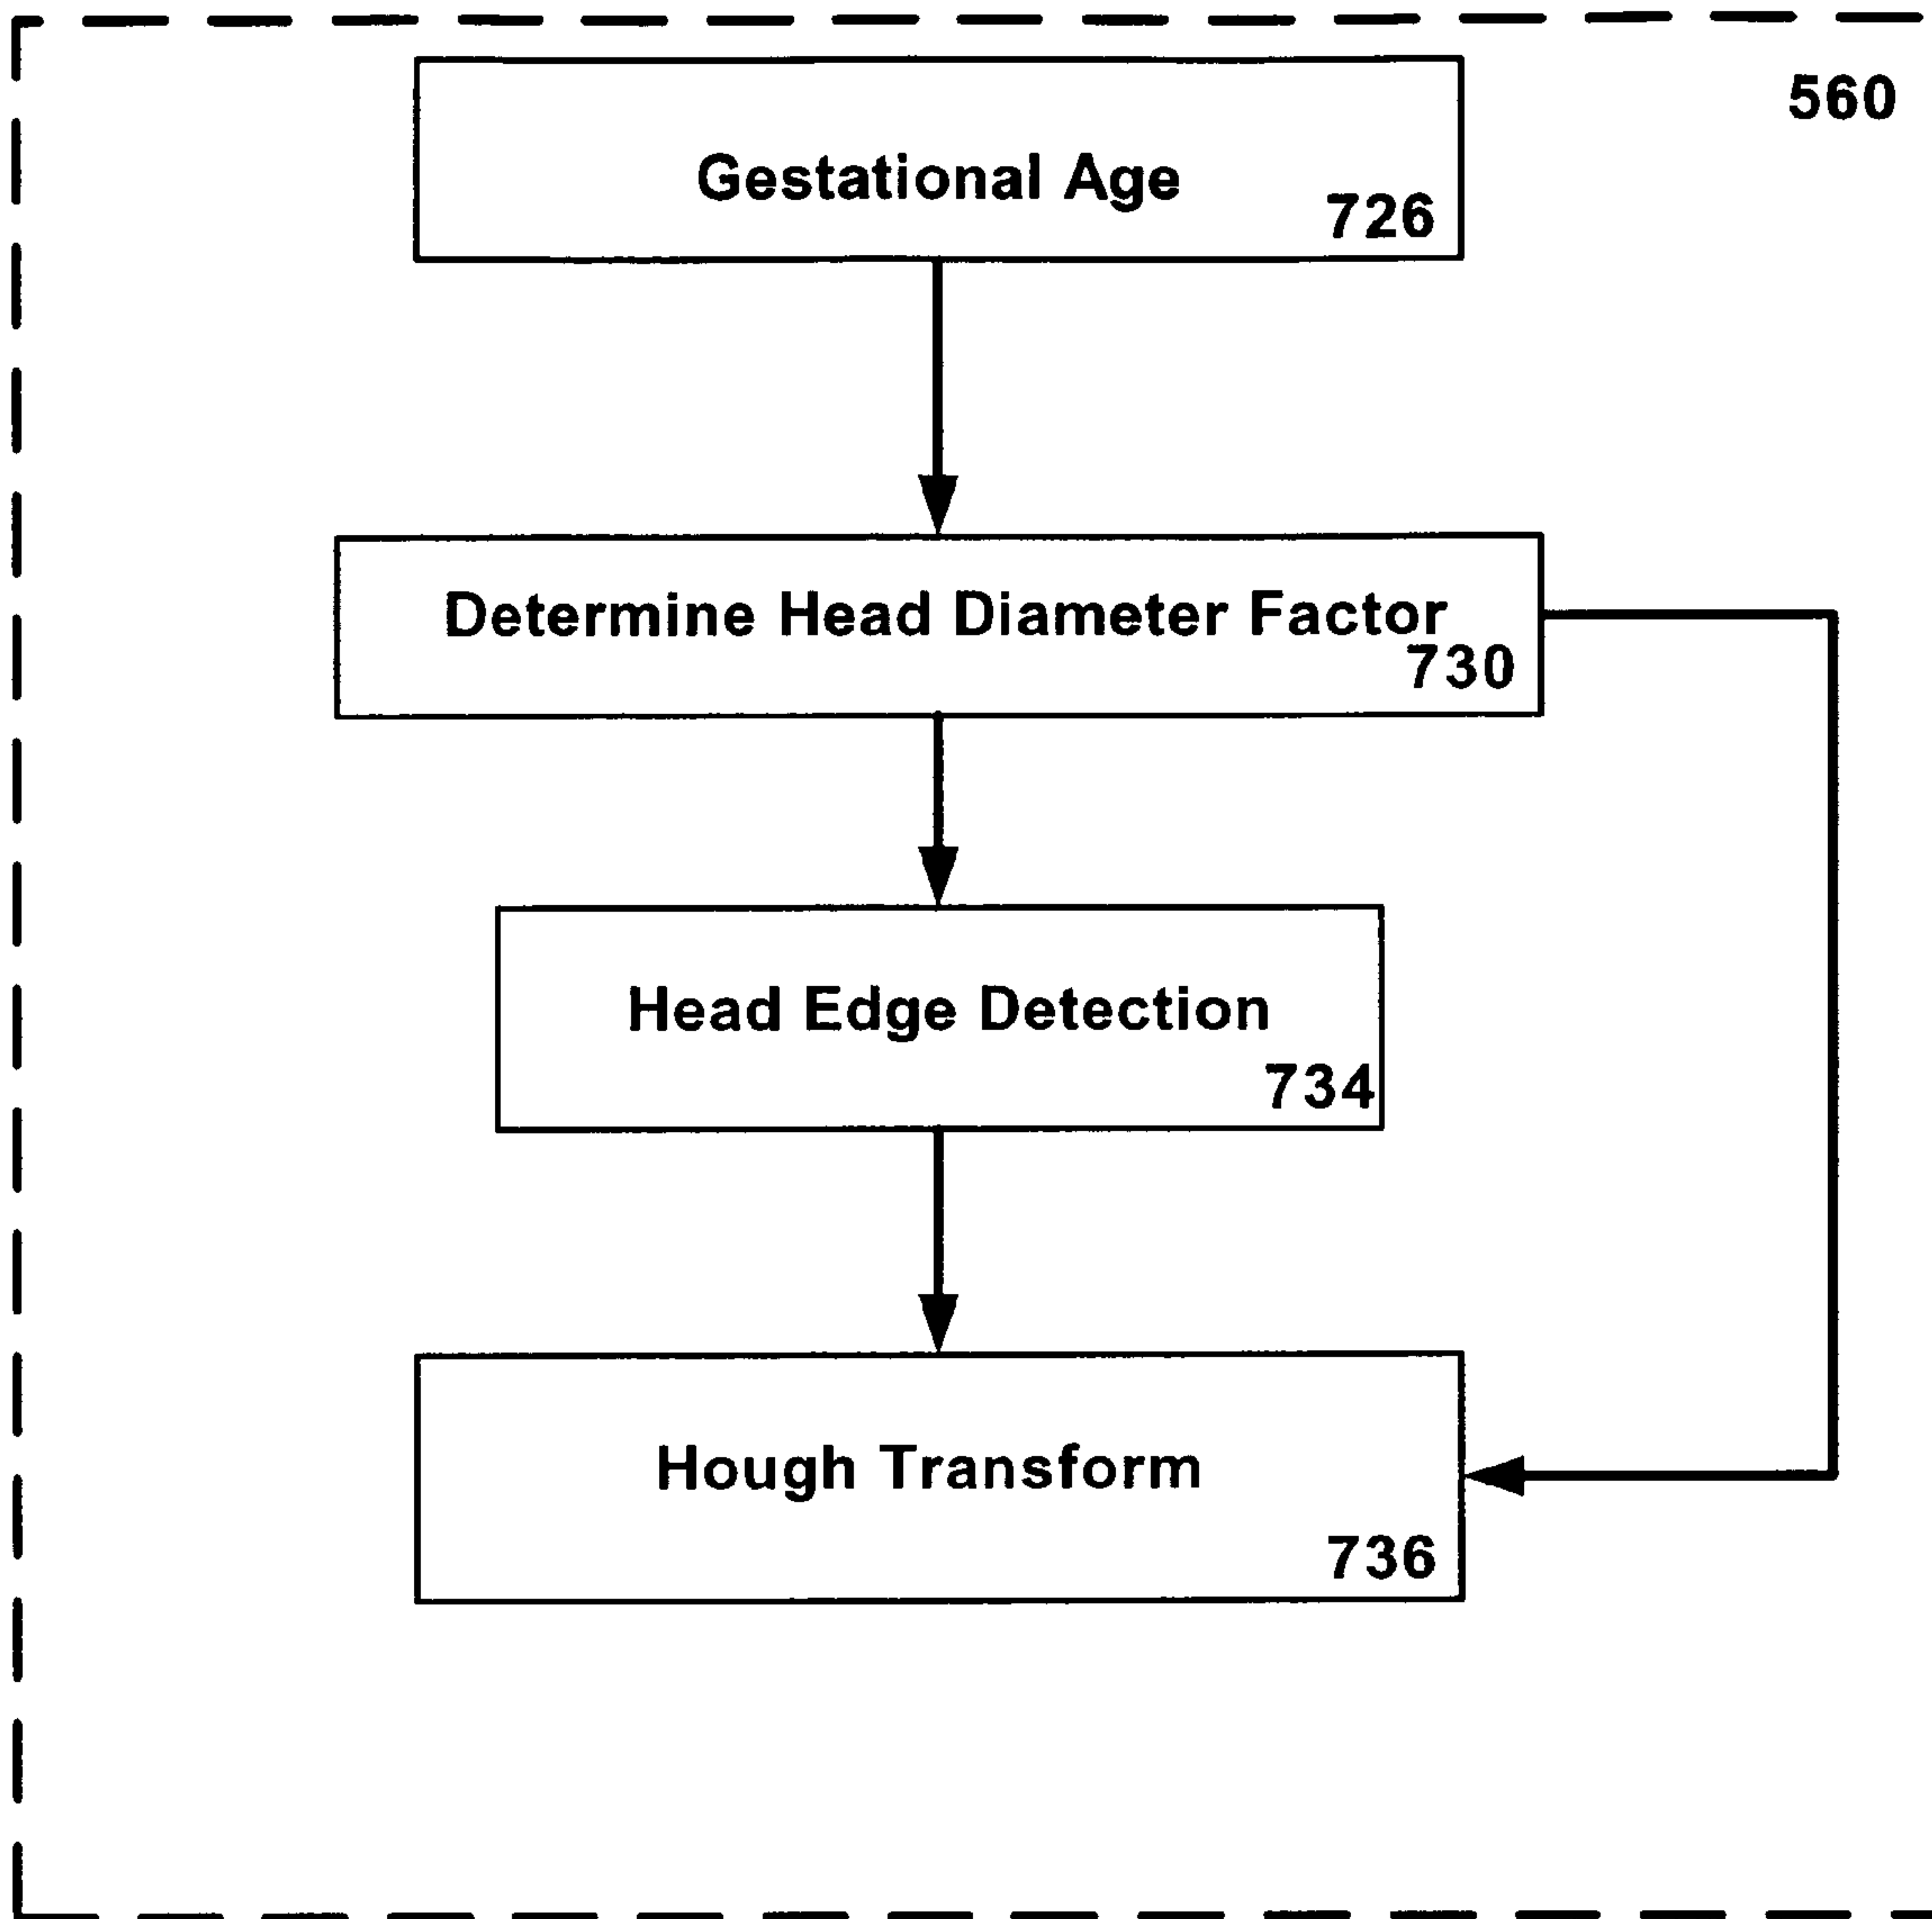 560
Gestational Age
726
Determine Head Diameter Factor
730
Head Edge Detection
734
Hough Transform
736